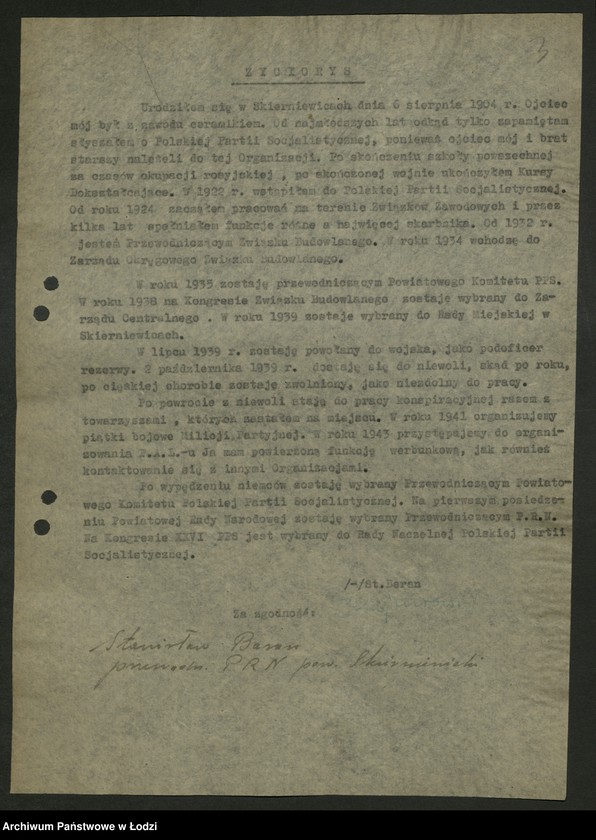 3
ŻYCIORYS
Urodziłem się w Skierniewicach dnia 6 sierpnia 1904 r. Ojciec
mój był z zawodu ceramikiem. Od najmłodszych lat odkąd tylko zapamiętam
słyszałem o Polskiej Partii Socjalistycznej, ponieważ ojciec mój i brat
starszy należeli do tej Organizacji. Po skończeniu szkoły powszechnej
za czasów okupacji rosyjskiej , po skończonej wojnie ukończyłem Kursy
Dokształcające. W 1922 r. wstąpiłem do Polskiej Partii Socjalistycznej.
Od roku 1924 zacząłem pracować na terenie Związków Zawodowych i przez
kilka lat spełniałem funkcje różne a najwięcej skarbnika. Od 1932 r.
jestem Przewodniczącym Związku Budowlanego. W roku 1934 wchodzę do
Zarządu Okręgowego Związku Budowlanego.
W roku 1935 zostaję przewodniczącym Powiatowego Komitetu PPS.
W roku 1938 na Kongresie Związku Budowlanego zostaję wybrany do Za-
rządu Centralnego . W roku 1939 zostaje wybrany do Rady Miejskiej w
Skierniewicach.
W lipcu 1939 r. zostaję powołany do wojska, jako podoficer
rezerwy. 2 października 1939 r. dostaję się do niewoli, skąd po roku,
po ciężkiej chorobie zostaję zwolniony, jako niezdolny do pracy.
Po powrocie z niewoli staję do pracy konspiracyjnej razem z
towarzyszami , których zastałem na miejscu. W roku 1941 organizujemy
piątki bojowe Milicji Partyjnej. W roku 1943 przystępujemy do organi-
zowania P.A.L.-u Ja mam powierzoną funkcję werbunkową, jak również
kontaktowanie się z innymi Organizacjami.
Po wypędzeniu niemców zostaję wybrany Przewodniczącym Powiato-
wego Komitetu Polskiej Partii Socjalistycznej. Na pierwszym posiedze-
niu Powiatowej Rady Narodowej zostaję wybrany Przewodniczącym P.R.N.
Na Kongresie XXVI PPS jest wybrany do Rady Naczelnej Polskiej Partii
Socjalistycznej.
/-/St.Baran
Za zgodność:
Stanisław Baran
przewodn. P R N pow. Skierniewicki
Archiwum Państwowe w Łodzi